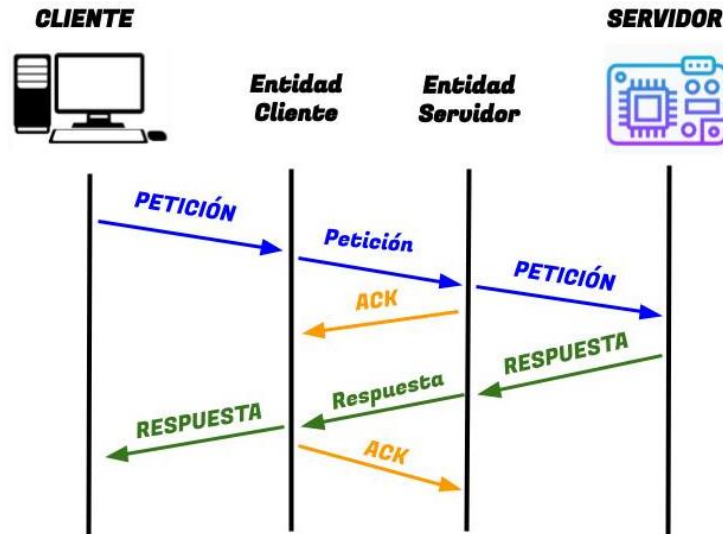 CLIENTE
SERVIDOR
Entidad
Cliente
Entidad
Servidor
PETICIÓN
Petición
PETICIÓN
ACK
RESPUESTA
Respuesta
RESPUESTA
ACK